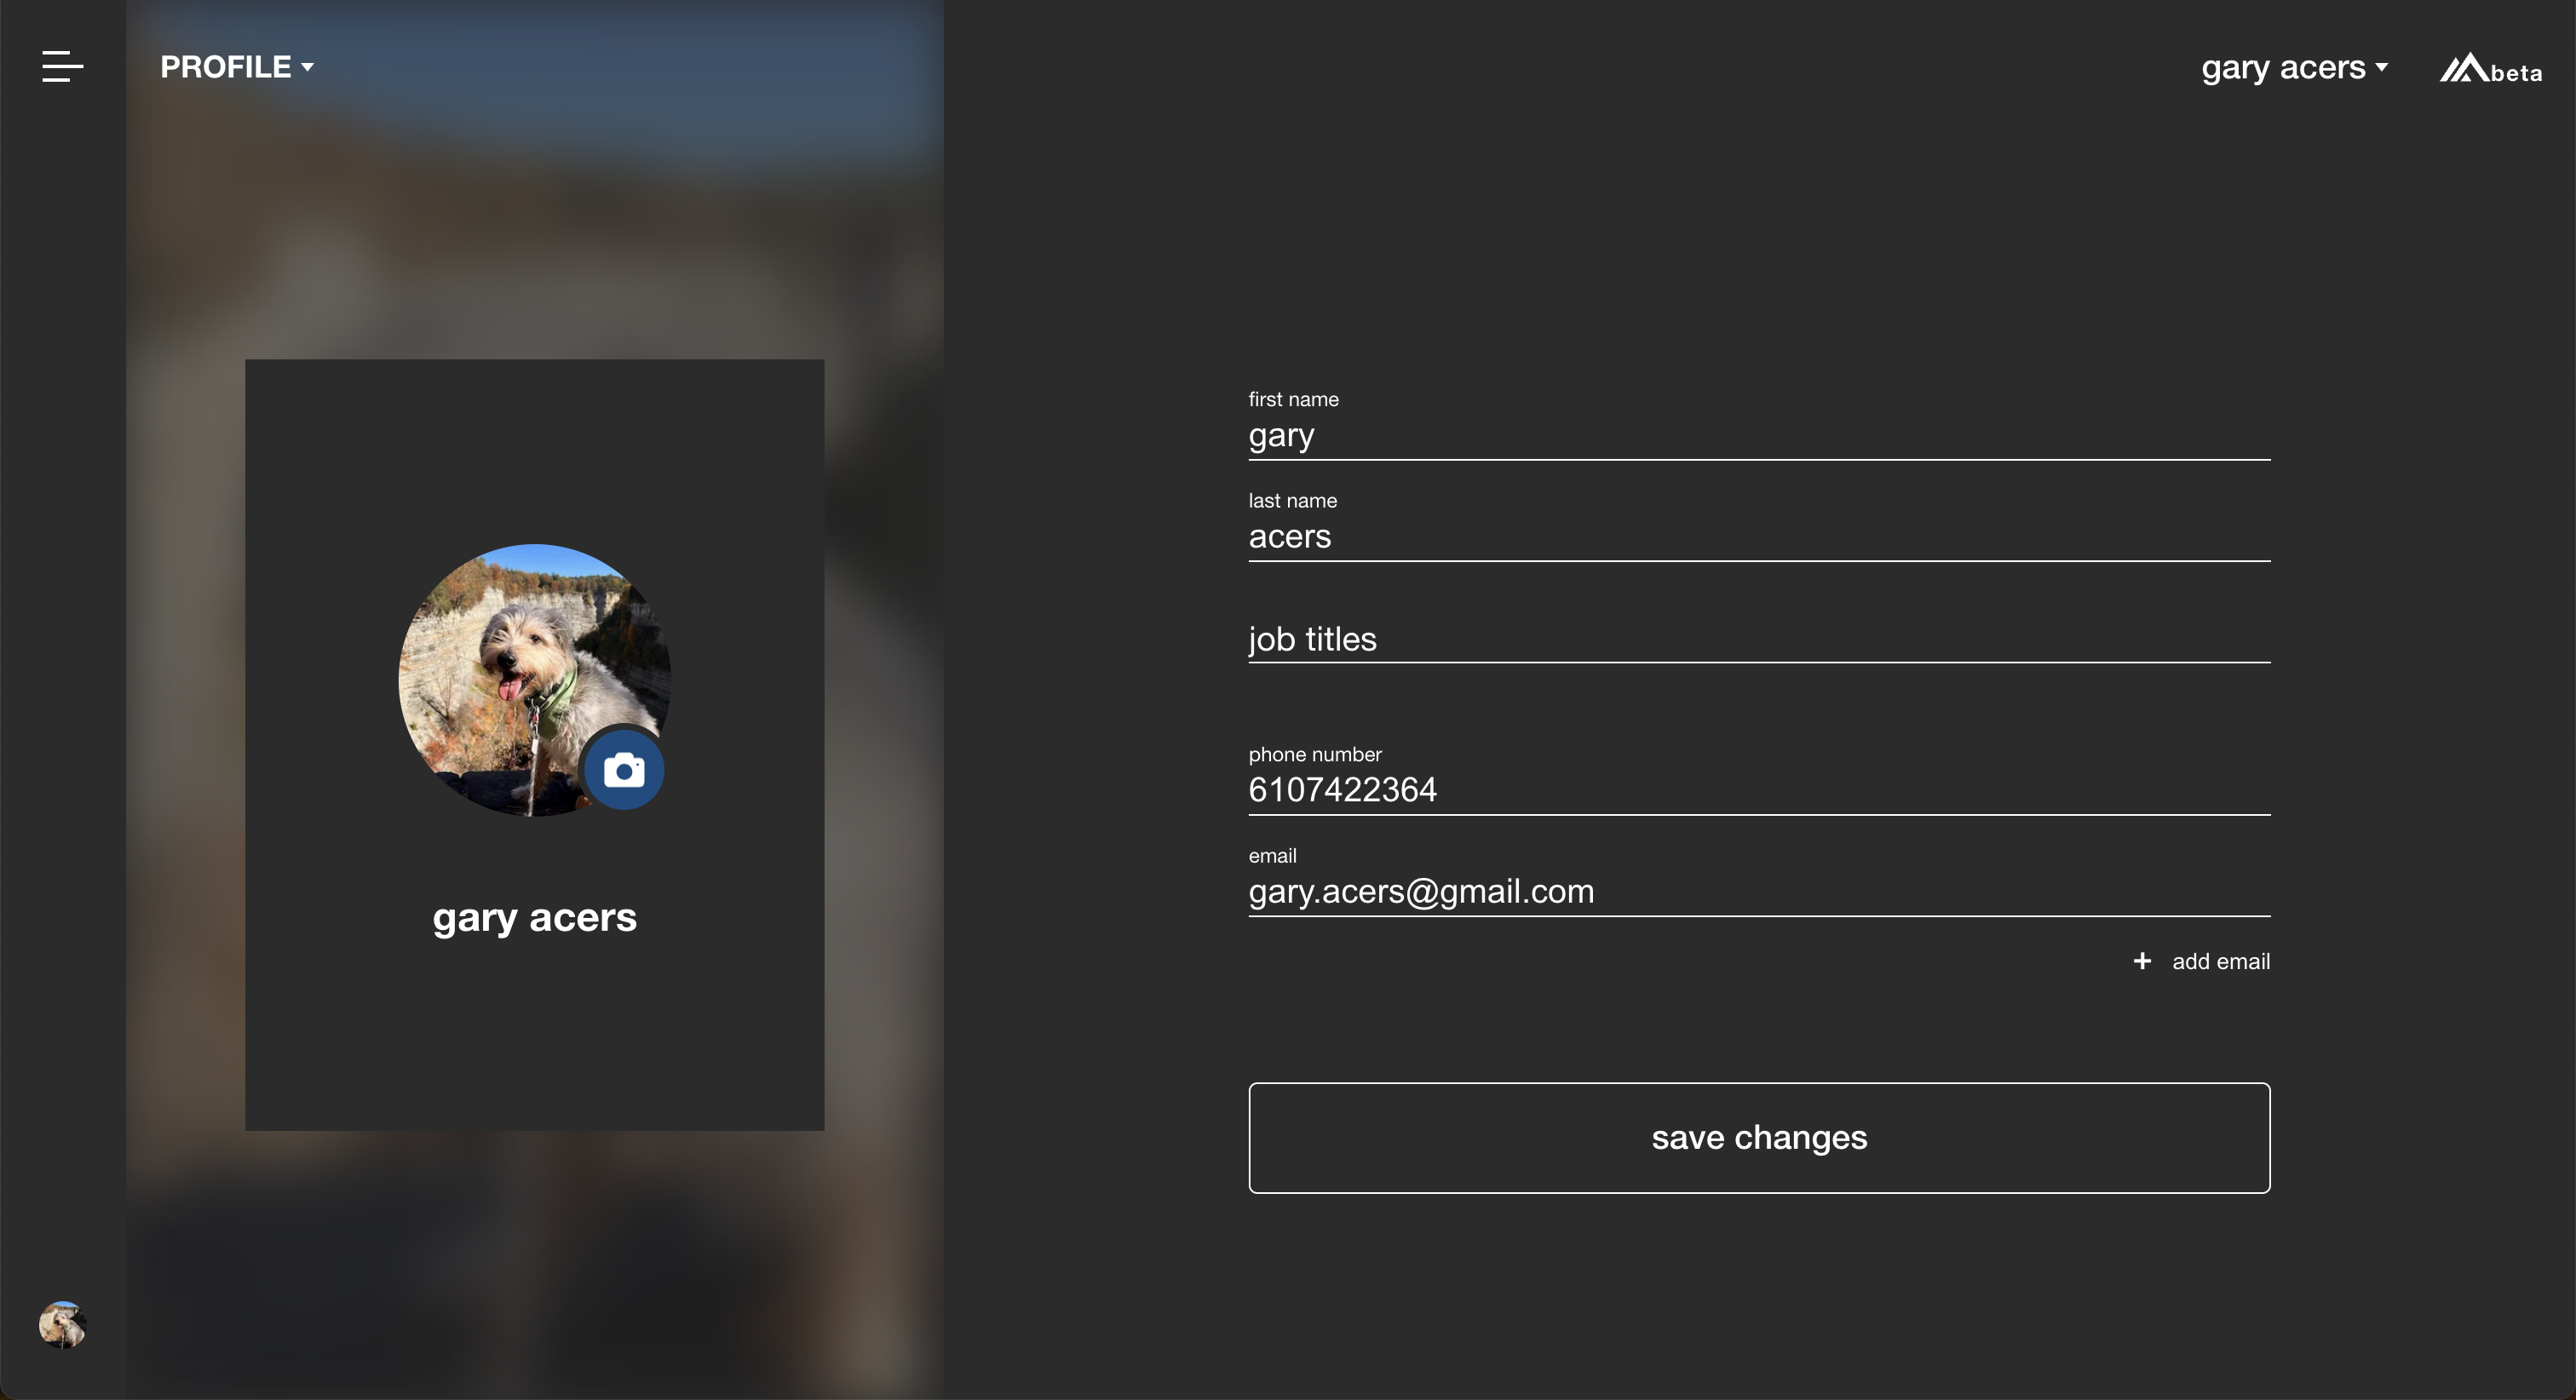 PROFILE
gary acers
beta
gary acers
first name
gary
last name
acers
job titles
phone number
6107422364
email
gary.acers@gmail.com
+ add email
save changes